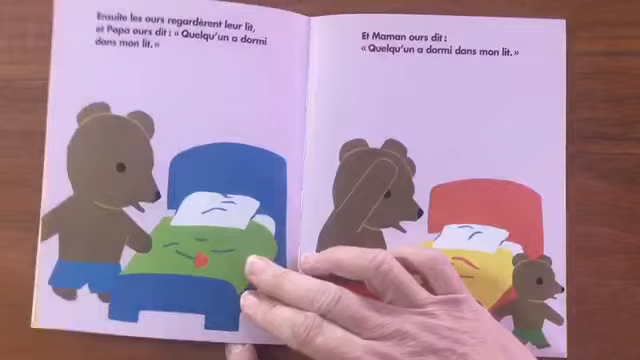 Ensuite les ours regardèrent leur lit,
et Papa ours dit : « Quelqu'un a dormi
dans mon lit. »
Et Maman ours dit :
« Quelqu'un a dormi dans mon lit. »